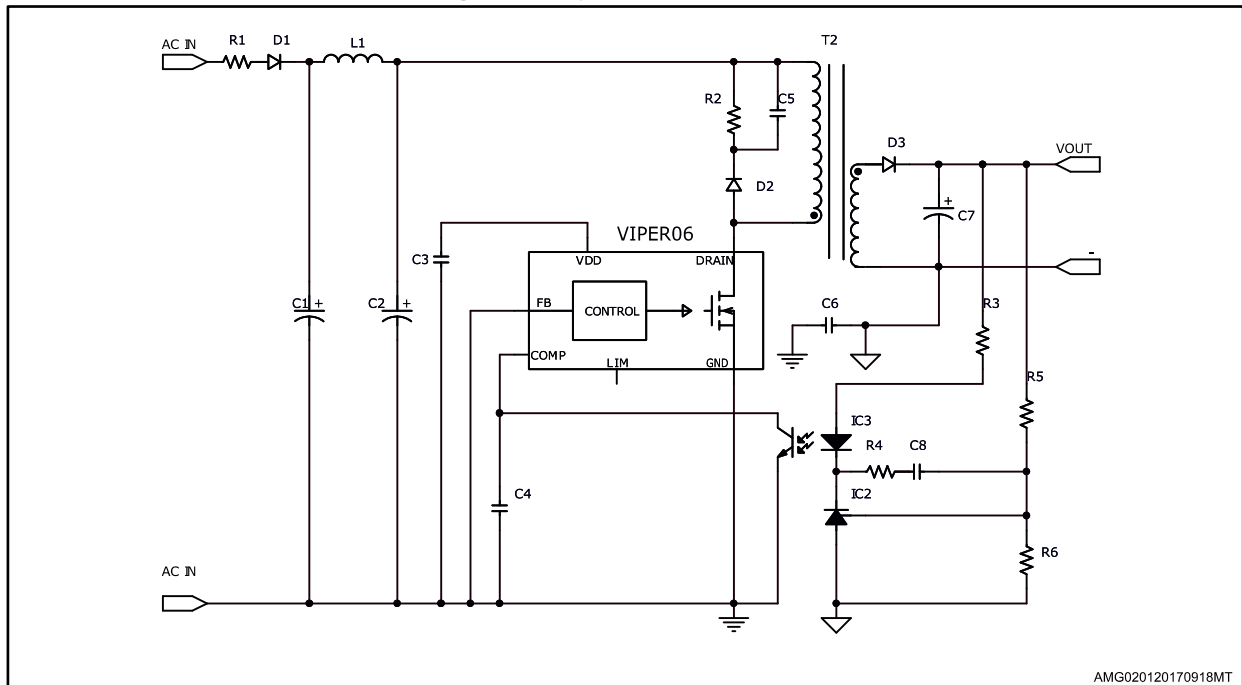 AC IN
R1
D1
L1
T2
R2
C5
D3
VOUT
D2
C7
+
VIPER06
C3
VDD
DRAIN
-
C1 +
C2 +
FB
CONTROL
C6
R3
COMP
LIM
GND
R5
IC3
R4
C8
C4
IC2
R6
AC IN
AMG020120170918MT